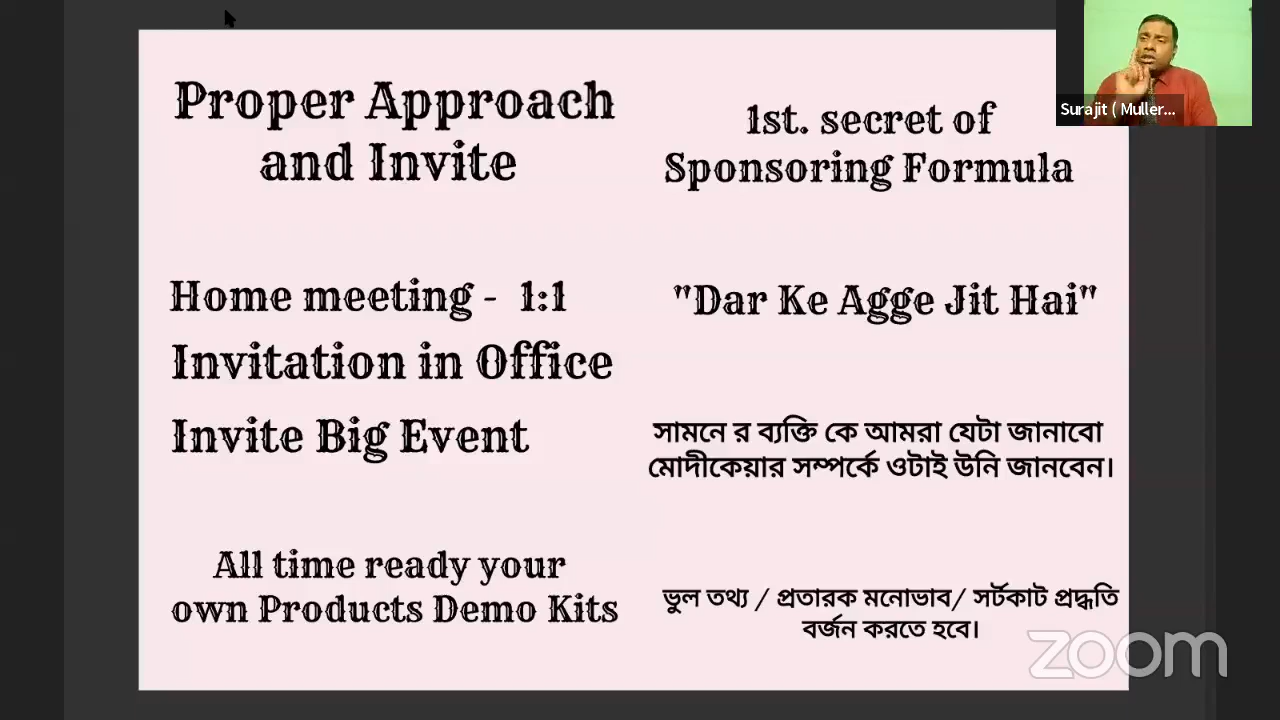 Proper Approach
and Invite
1st. secret of
Sponsoring Formula
Home meeting - 1:1
Invitation in Office
Invite Big Event
"Dar Ke Agge Jit Hai"
সামনে র ব্যক্তি কে আমরা যেটা জানাবো
মোদীকেয়ার সম্পর্কে ওটাই উনি জানবেন।
All time ready your
own Products Demo Kits
ভুল তথ্য / প্রতারক মনোভাব/ সর্টকাট প্রদ্ধতি
বর্জন করতে হবে।
Surajit ( Muller...
zoom